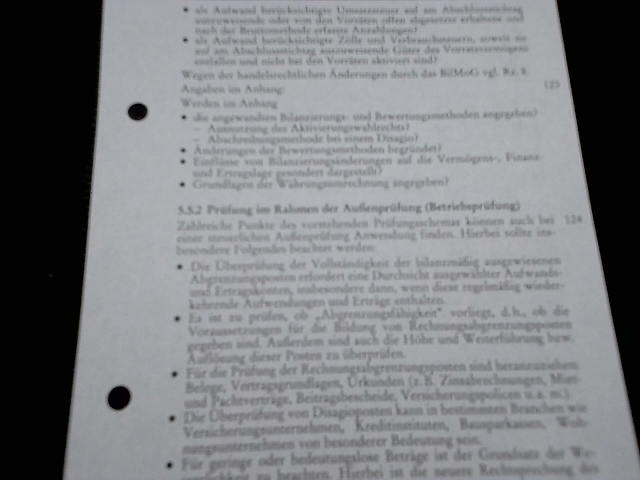 • als Aufwand berücksichtigte Umsatzsteuer auf am Abschlussstichtag
auszuweisende oder von den Vorräten offen abgesetzte erhaltene und
nach der Bruttomethode erfasste Anzahlungen?
• als Aufwand berücksichtigte Zölle und Verbrauchsteuern, soweit sie
auf am Abschlussstichtag auszuweisende Güter des Vorratsvermögens
entfallen und nicht bei den Vorräten aktiviert sind?
Wegen der handelsrechtlichen Änderungen durch das BilMoG vgl. Rz. 8.
Angaben im Anhang: 123
Werden im Anhang
• die angewandten Bilanzierungs- und Bewertungsmethoden angegeben?
– Ausnutzung des Aktivierungswahlrechts?
– Abschreibungsmethode bei einem Disagio?
• Änderungen der Bewertungsmethoden begründet?
• Einflüsse von Bilanzierungsänderungen auf die Vermögens-, Finanz-
und Ertragslage gesondert dargestellt?
• Grundlagen der Währungsumrechnung angegeben?
5.5.2 Prüfung im Rahmen der Außenprüfung (Betriebsprüfung)
Zahlreiche Punkte des vorstehenden Prüfungsschemas können auch bei 124
einer steuerlichen Außenprüfung Anwendung finden. Hierbei sollte ins-
besondere Folgendes beachtet werden:
• Die Überprüfung der Vollständigkeit der bilanzmäßig ausgewiesenen
Abgrenzungsposten erfordert eine Durchsicht ausgewählter Aufwands-
und Ertragskonten, insbesondere dann, wenn diese regelmäßig wieder-
kehrende Aufwendungen und Erträge enthalten.
• Es ist zu prüfen, ob „Abgrenzungsfähigkeit“ vorliegt, d.h., ob die
Voraussetzungen für die Bildung von Rechnungsabgrenzungsposten
gegeben sind. Außerdem sind auch die Höhe und Weiterführung bzw.
Auflösung dieser Posten zu überprüfen.
• Für die Prüfung der Rechnungsabgrenzungsposten sind heranzuziehen:
Belege, Vertragsgrundlagen, Urkunden (z.B. Zinsabrechnungen, Miet-
und Pachtverträge, Beitragsbescheide, Versicherungspolicen u.a. m.).
• Die Überprüfung von Disagioposten kann in bestimmten Branchen wie
Versicherungsunternehmen, Kreditinstituten, Bausparkassen, Woh-
nungsunternehmen von besonderer Bedeutung sein.
• Für geringe oder bedeutungslose Beträge ist der Grundsatz der We-
sentlichkeit zu beachten. Hierbei ist die neuere Rechtsprechung des